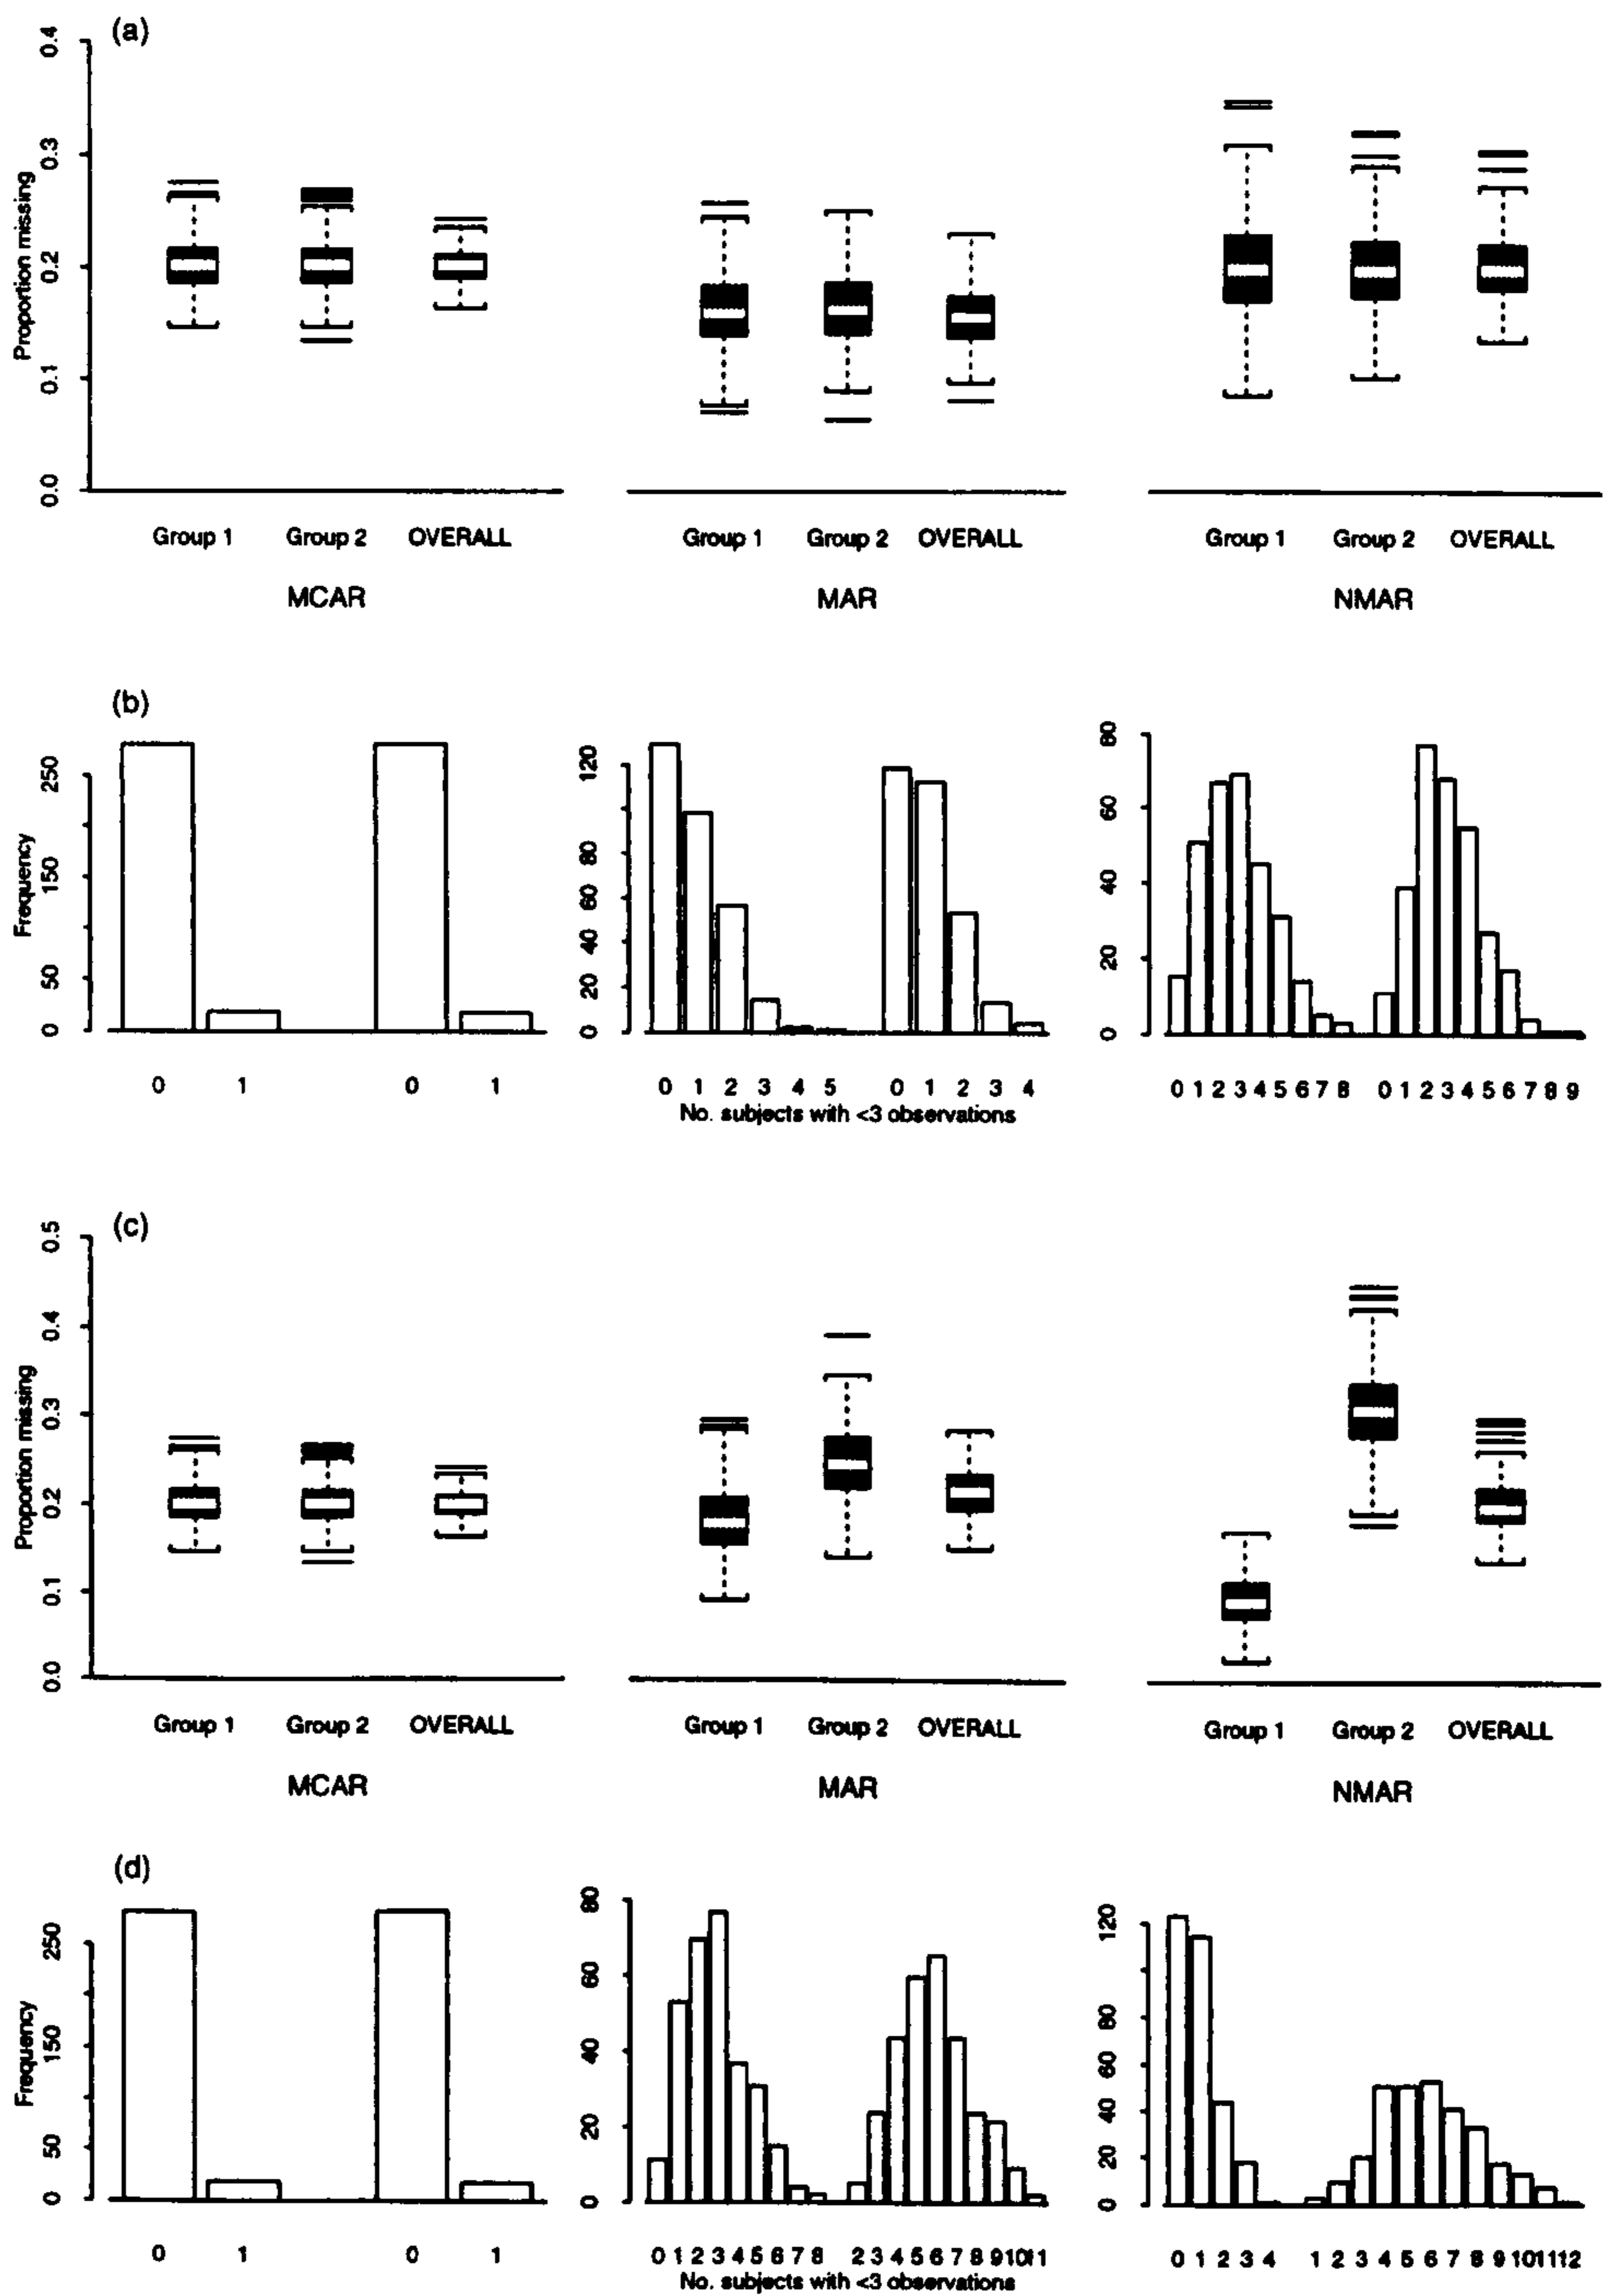 (a)
Proportion missing
0.4
0.3
0.2
0.1
0.0
Group 1 Group 2 OVERALL Group 1 Group 2 OVERALL Group 1 Group 2 OVERALL
MCAR MAR NMAR
(b)
Frequency
250
150
50
0
120
80
60
40
20
0
80
60
40
20
0
0 1 0 1 0 1 2 3 4 5 0 1 2 3 4 0 1 2 3 4 5 6 7 8 0 1 2 3 4 5 6 7 8 9
No. subjects with <3 observations
(c)
Proportion missing
0.5
0.4
0.3
0.2
0.1
0.0
Group 1 Group 2 OVERALL Group 1 Group 2 OVERALL Group 1 Group 2 OVERALL
MCAR MAR NMAR
(d)
Frequency
250
150
50
0
80
60
40
20
0
120
80
60
40
20
0
0 1 0 1 0 1 2 3 4 5 6 7 8 2 3 4 5 6 7 8 9 10 11 0 1 2 3 4 1 2 3 4 5 6 7 8 9 10 11 12
No. subjects with <3 observations